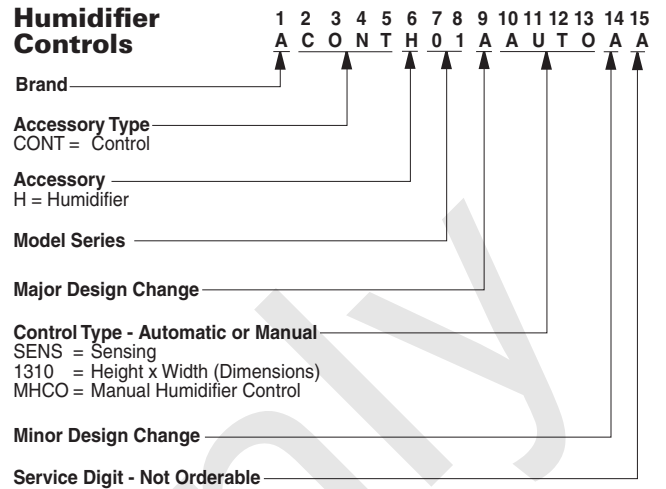 Humidifier
Controls
1 2 3 4 5 6 7 8 9 10 11 12 13 14 15
A C O N T H 0 1 A A U T O A A
Brand
Accessory Type
CONT = Control
Accessory
H = Humidifier
Model Series
Major Design Change
Control Type - Automatic or Manual
SENS = Sensing
1310 = Height x Width (Dimensions)
MHCO = Manual Humidifier Control
Minor Design Change
Service Digit - Not Orderable